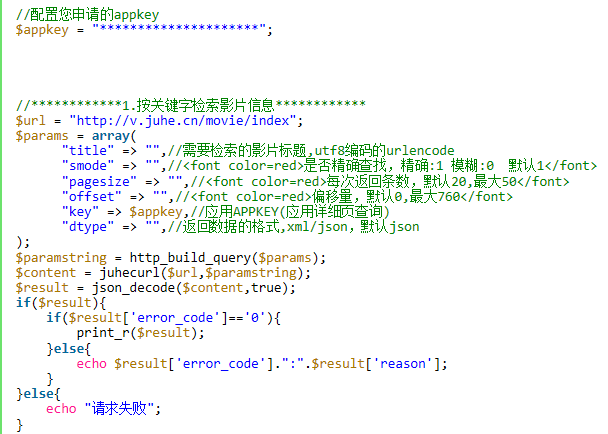 //配置您申请的appkey
$appkey = "*********************";
//************1.按关键字检索影片信息************
$url = "http://v.juhe.cn/movie/index";
$params = array(
"title" => "",//需要检索的影片标题,utf8编码的urlencode
"smode" => "",//<font color=red>是否精确查找，精确:1 模糊:0  默认1</font>
"pagesize" => "",//<font color=red>每次返回条数，默认20,最大50</font>
"offset" => "",//<font color=red>偏移量，默认0,最大760</font>
"key" => $appkey,//应用APPKEY(应用详细页查询)
"dtype" => "",//返回数据的格式,xml/json，默认json
);
$paramstring = http_build_query($params);
$content = juhecurl($url,$paramstring);
$result = json_decode($content,true);
if($result){
if($result['error_code']=='0'){
print_r($result);
}else{
echo $result['error_code'].":".$result['reason'];
}
}else{
echo "请求失败";
}